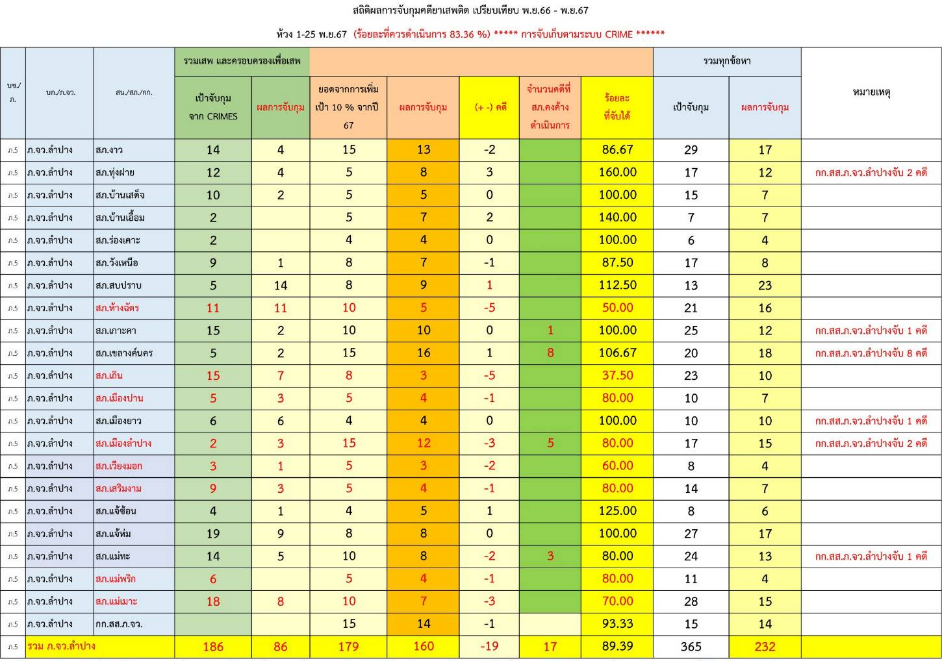 สถิติผลการจับกุมคดียาเสพติด เปรียบเทียบ พ.ย.66 - พ.ย.67
ห้วง 1-25 พ.ย.67 (ร้อยละที่ควรดำเนินการ 83.36 %) ***** การจัดเก็บตามระบบ CRIME ******
รวมเสพ และครอบครองเพื่อเสพ รวมทุกข้อหา
บช./ภ. บก./ภ.จว. สน./สภ./กก. เป้าจับกุม จาก CRIMES ผลการจับกุม ยอดจากการเพิ่มเป้า 10 % จากปี 67 ผลการจับกุม (+ -) คดี จำนวนคดีที่ สภ.คงค้างดำเนินการ ร้อยละ ที่จับได้ เป้าจับกุม ผลการจับกุม หมายเหตุ
ภ.5 ภ.จว.ลำปาง สภ.งาว 14 4 15 13 -2 86.67 29 17
ภ.5 ภ.จว.ลำปาง สภ.ทุ่งฝาย 12 4 5 8 3 160.00 17 12 กก.สส.ภ.จว.ลำปางจับ 2 คดี
ภ.5 ภ.จว.ลำปาง สภ.บ้านเสด็จ 10 2 5 5 0 100.00 15 7
ภ.5 ภ.จว.ลำปาง สภ.บ้านเอื้อม 2 5 7 2 140.00 7 7
ภ.5 ภ.จว.ลำปาง สภ.ร่องเคาะ 2 4 4 0 100.00 6 4
ภ.5 ภ.จว.ลำปาง สภ.วังเหนือ 9 1 8 7 -1 87.50 17 8
ภ.5 ภ.จว.ลำปาง สภ.สบปราบ 5 14 8 9 1 112.50 13 23
ภ.5 ภ.จว.ลำปาง สภ.ห้างฉัตร 11 11 10 5 -5 50.00 21 16
ภ.5 ภ.จว.ลำปาง สภ.เกาะคา 15 2 10 10 0 1 100.00 25 12 กก.สส.ภ.จว.ลำปางจับ 1 คดี
ภ.5 ภ.จว.ลำปาง สภ.เขลางค์นคร 5 2 15 16 1 8 106.67 20 18 กก.สส.ภ.จว.ลำปางจับ 8 คดี
ภ.5 ภ.จว.ลำปาง สภ.เถิน 15 7 8 3 -5 37.50 23 10
ภ.5 ภ.จว.ลำปาง สภ.เมืองปาน 5 3 5 4 -1 80.00 10 7
ภ.5 ภ.จว.ลำปาง สภ.เมืองยาว 6 6 4 4 0 100.00 10 10 กก.สส.ภ.จว.ลำปางจับ 1 คดี
ภ.5 ภ.จว.ลำปาง สภ.เมืองลำปาง 2 3 15 12 -3 5 80.00 17 15 กก.สส.ภ.จว.ลำปางจับ 2 คดี
ภ.5 ภ.จว.ลำปาง สภ.เวียงมอก 3 1 5 3 -2 60.00 8 4
ภ.5 ภ.จว.ลำปาง สภ.เสริมงาม 9 3 5 4 -1 80.00 14 7
ภ.5 ภ.จว.ลำปาง สภ.แจ้ซ้อน 4 1 4 5 1 125.00 8 6
ภ.5 ภ.จว.ลำปาง สภ.แจ้ห่ม 19 9 8 8 0 100.00 27 17
ภ.5 ภ.จว.ลำปาง สภ.แม่ทะ 14 5 10 8 -2 3 80.00 24 13 กก.สส.ภ.จว.ลำปางจับ 1 คดี
ภ.5 ภ.จว.ลำปาง สภ.แม่พริก 6 5 4 -1 80.00 11 4
ภ.5 ภ.จว.ลำปาง สภ.แม่เมาะ 18 8 10 7 -3 70.00 28 15
ภ.5 ภ.จว.ลำปาง กก.สส.ภ.จว. 15 14 -1 93.33 15 14
ภ.5 รวม ภ.จว.ลำปาง 186 86 179 160 -19 17 89.39 365 232